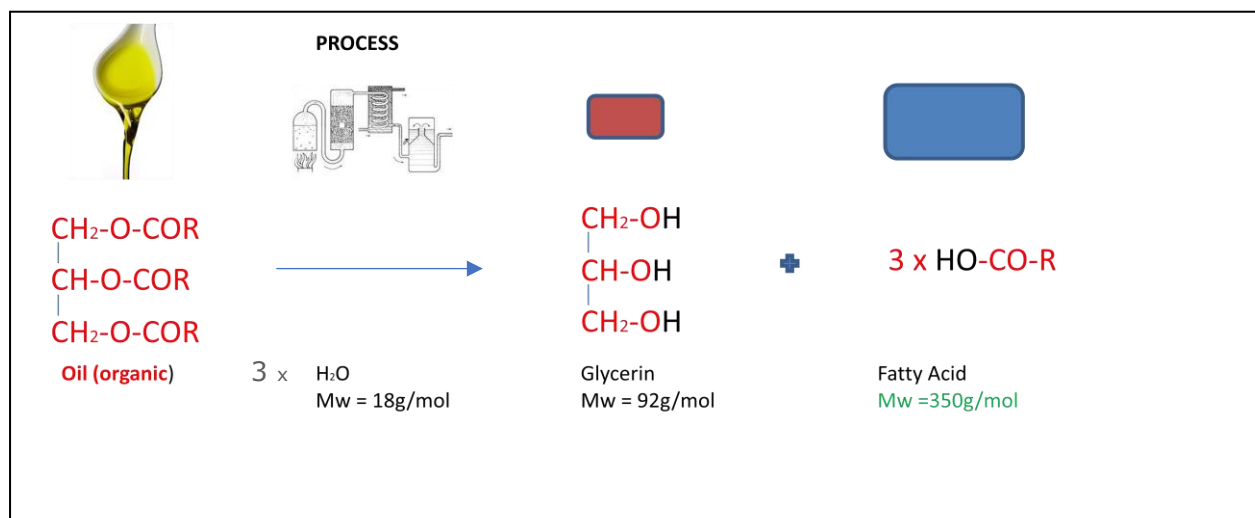 PROCESS
CH₂-O-COR
CH-O-COR
CH₂-O-COR
CH₂-OH
CH-OH
CH₂-OH
3 x HO-CO-R
Oil (organic)
3 x
H₂O
Mw = 18g/mol
Glycerin
Mw = 92g/mol
Fatty Acid
Mw =350g/mol